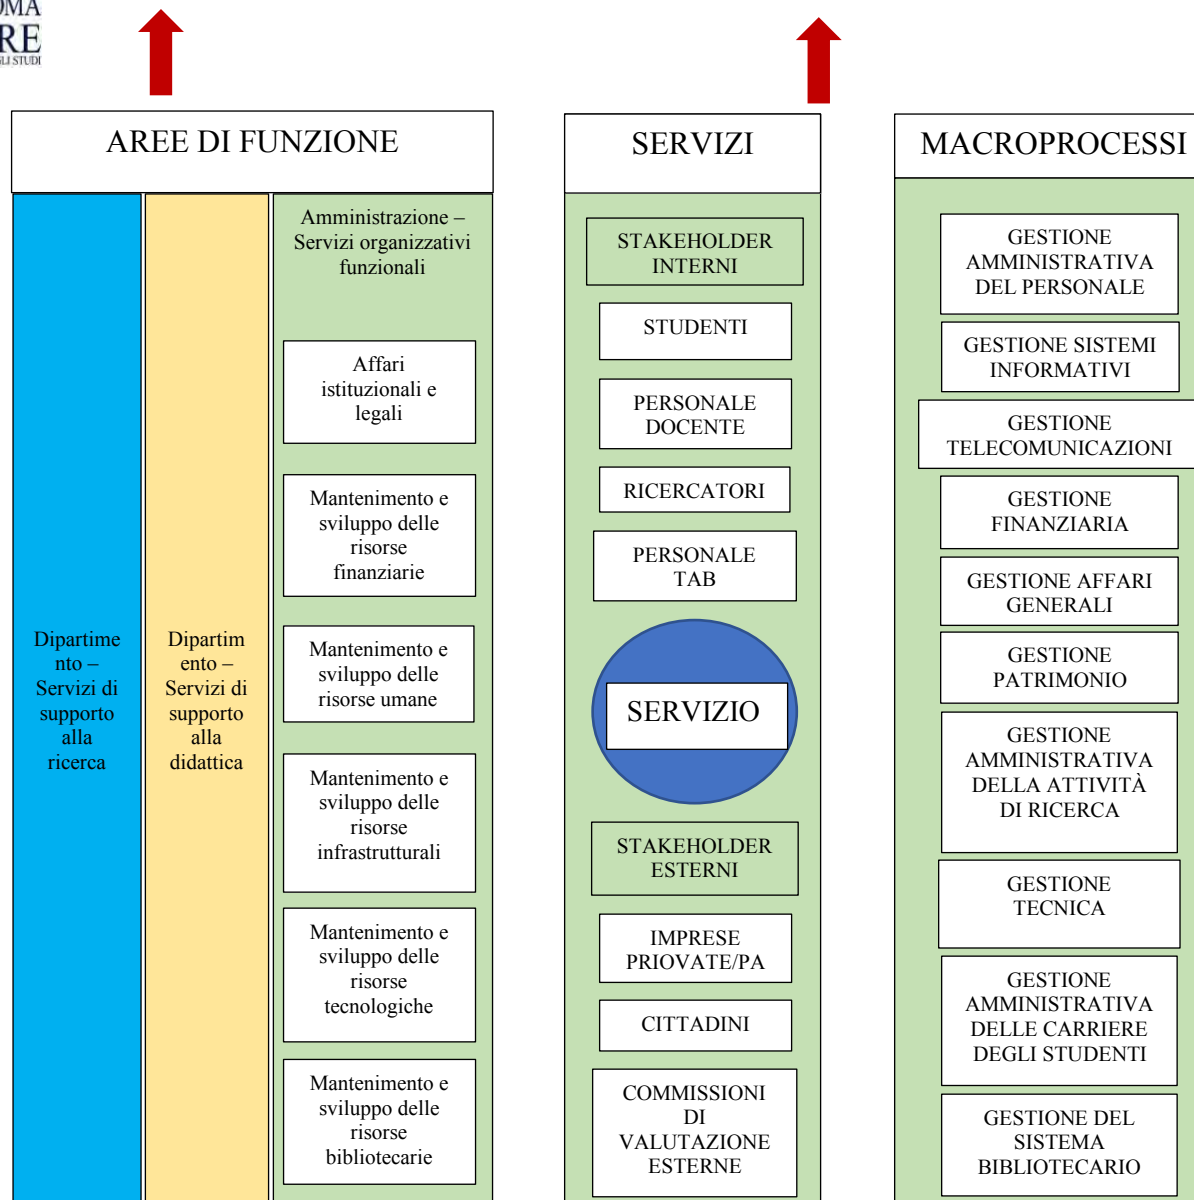 RE
GLI STUDI
AREE DI FUNZIONE
Dipartime
nto –
Servizi di
supporto
alla
ricerca
Dipartim
ento –
Servizi di
supporto
alla
didattica
Amministrazione –
Servizi organizzativi
funzionali
Affari
istituzionali e
legali
Mantenimento e
sviluppo delle
risorse
finanziarie
Mantenimento e
sviluppo delle
risorse umane
Mantenimento e
sviluppo delle
risorse
infrastrutturali
Mantenimento e
sviluppo delle
risorse
tecnologiche
Mantenimento e
sviluppo delle
risorse
bibliotecarie
SERVIZI
STAKEHOLDER
INTERNI
STUDENTI
PERSONALE
DOCENTE
RICERCATORI
PERSONALE
TAB
SERVIZIO
STAKEHOLDER
ESTERNI
IMPRESE
PRIOVATE/PA
CITTADINI
COMMISSIONI
DI
VALUTAZIONE
ESTERNE
MACROPROCESSI
GESTIONE
AMMINISTRATIVA
DEL PERSONALE
GESTIONE SISTEMI
INFORMATIVI
GESTIONE
TELECOMUNICAZIONI
GESTIONE
FINANZIARIA
GESTIONE AFFARI
GENERALI
GESTIONE
PATRIMONIO
GESTIONE
AMMINISTRATIVA
DELLA ATTIVITÀ
DI RICERCA
GESTIONE
TECNICA
GESTIONE
AMMINISTRATIVA
DELLE CARRIERE
DEGLI STUDENTI
GESTIONE DEL
SISTEMA
BIBLIOTECARIO